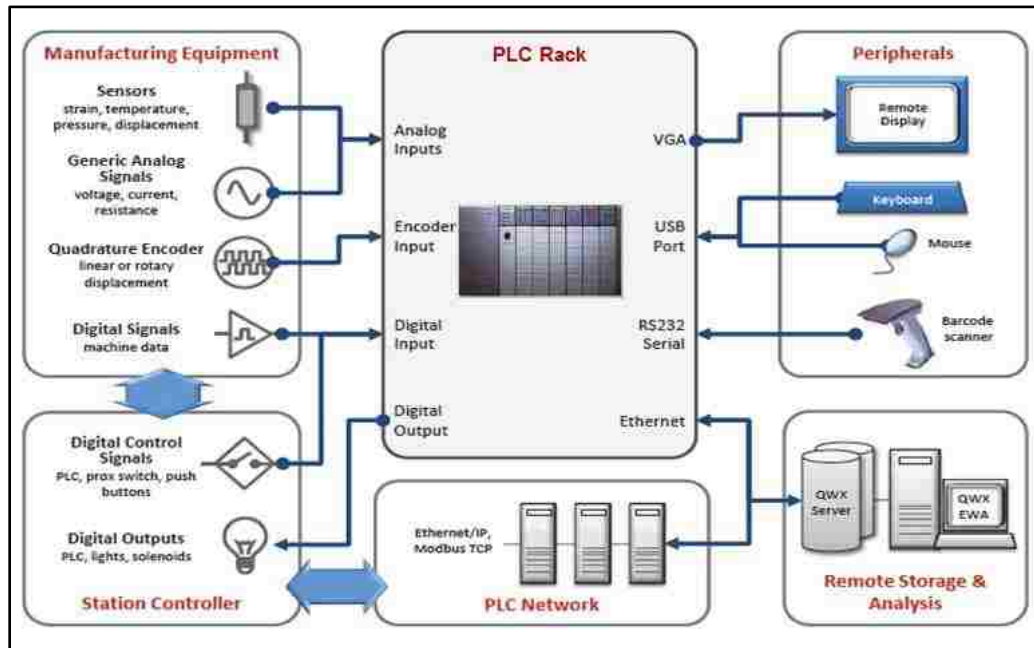 Manufacturing Equipment
Sensors
strain, temperature,
pressure, displacement
Generic Analog
Signals
voltage, current,
resistance
Quadrature Encoder
linear or rotary
displacement
Digital Signals
machine data
Digital Control
Signals
PLC, prox switch, push
buttons
Digital Outputs
PLC, lights, solenoids
Station Controller
PLC Rack
Analog
Inputs
Encoder
Input
Digital
Input
Digital
Output
VGA
USB
Port
RS232
Serial
Ethernet
Ethernet/IP,
Modbus TCP
PLC Network
Peripherals
Remote
Display
Keyboard
Mouse
Barcode
scanner
QWX
Server
QWX
EWA
Remote Storage &
Analysis